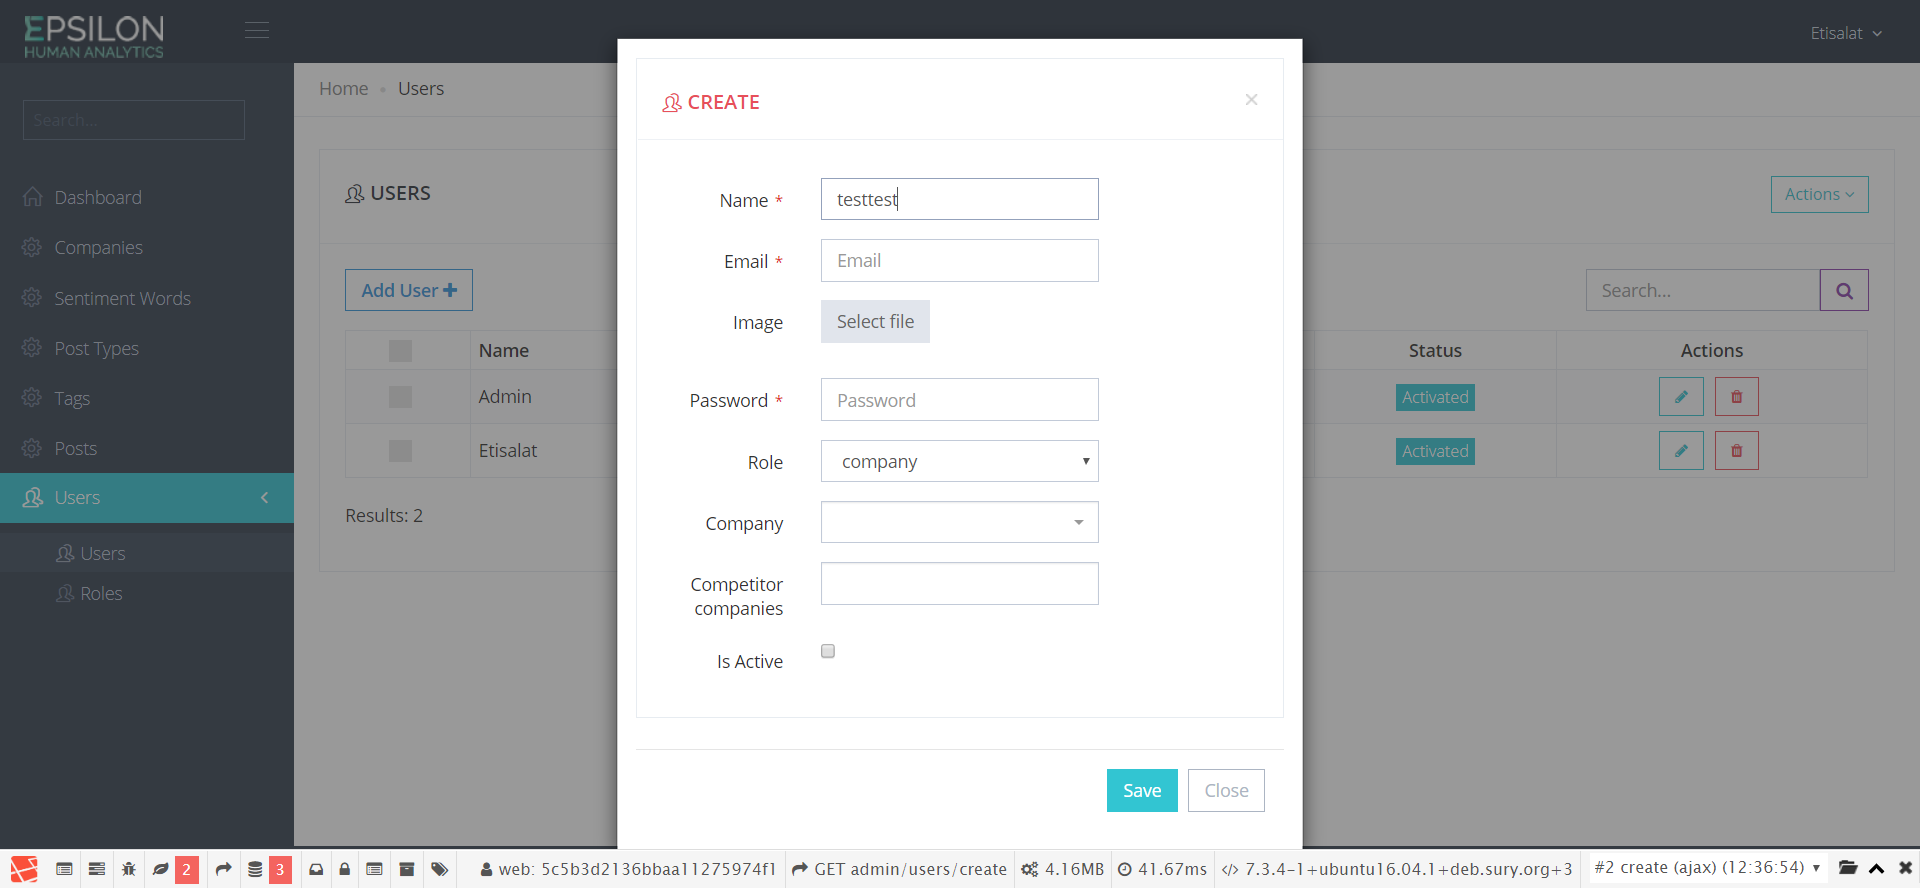 EPSILON
HUMAN ANALYTICS
Etisalat
Search...
Dashboard
Companies
Sentiment Words
Post Types
Tags
Posts
Users
Users
Roles
Home • Users
USERS
Actions
Add User
Search...
Name
Status
Actions
Admin
Activated
Etisalat
Activated
Results: 2
CREATE
×
Name *
testtest
Email *
Email
Image
Select file
Password *
Password
Role
company
Company
Competitor
companies
Is Active
Save
Close
2
3
web: 5c5b3d2136bbaa11275974f1
GET admin/users/create
4.16MB
41.67ms
7.3.4-1+ubuntu16.04.1+deb.sury.org+3
#2 create (ajax) (12:36:54)